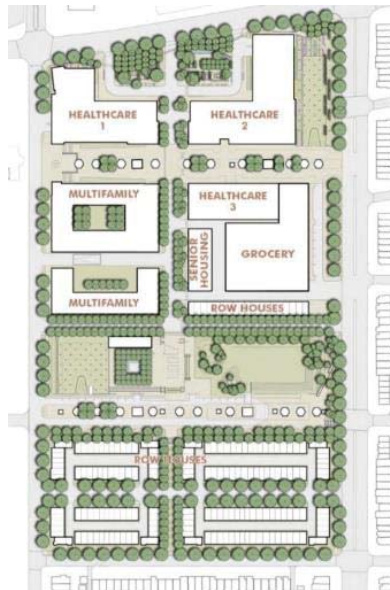 HEALTHCARE
1
HEALTHCARE
2
MULTIFAMILY
HEALTHCARE
3
SENIOR
HOUSING
GROCERY
MULTIFAMILY
ROW HOUSES
ROW HOUSES